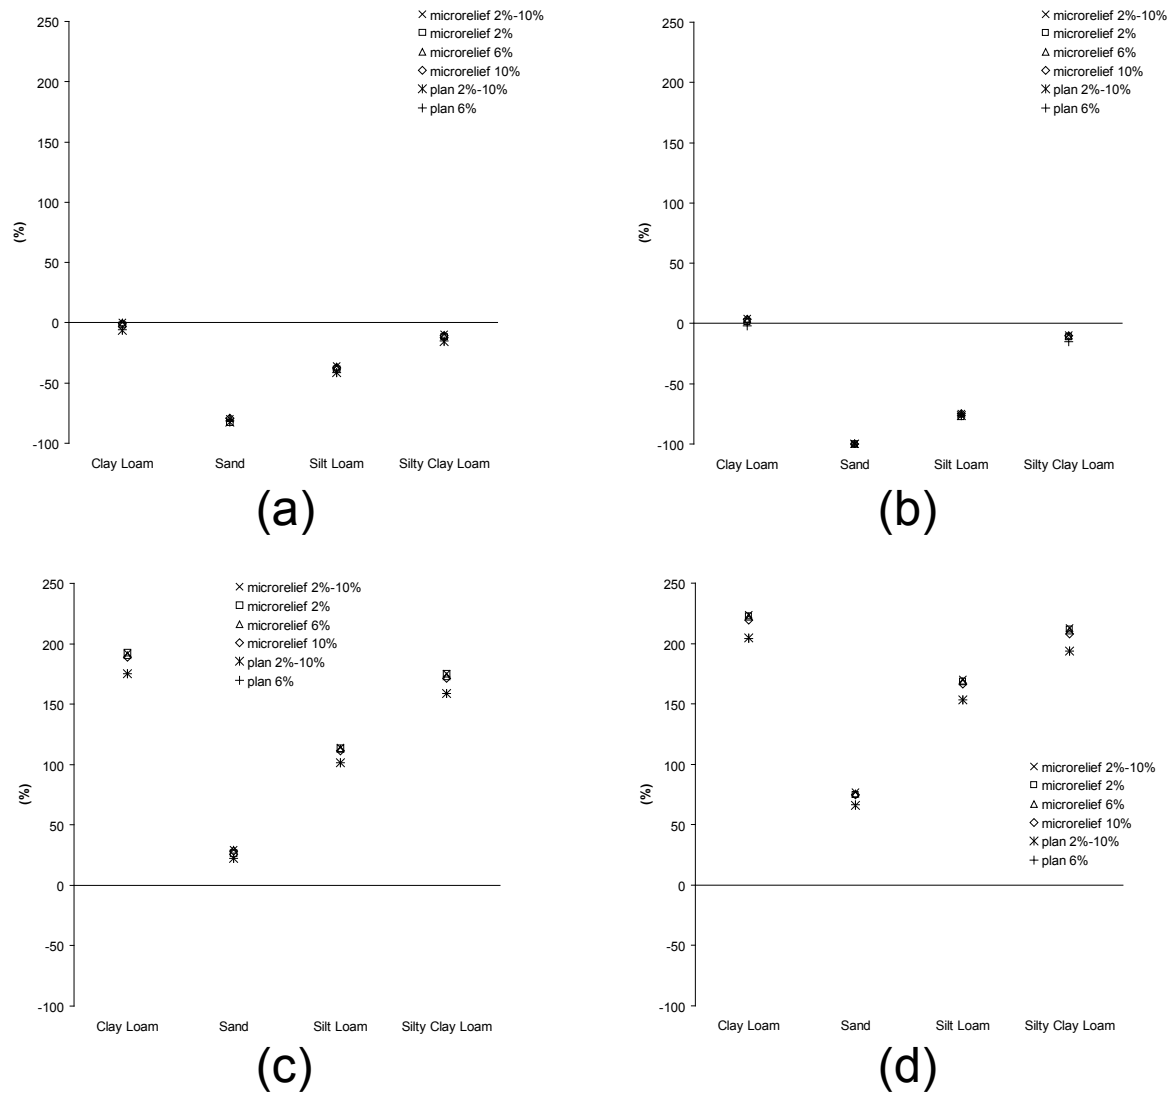 250
200
150
100
50
0
-50
-100
(%)
microrelief 2%-10%
microrelief 2%
microrelief 6%
microrelief 10%
plan 2%-10%
plan 6%
Clay Loam Sand Silt Loam Silty Clay Loam
(a)
250
200
150
100
50
0
-50
-100
(%)
microrelief 2%-10%
microrelief 2%
microrelief 6%
microrelief 10%
plan 2%-10%
plan 6%
Clay Loam Sand Silt Loam Silty Clay Loam
(b)
250
200
150
100
50
0
-50
-100
(%)
microrelief 2%-10%
microrelief 2%
microrelief 6%
microrelief 10%
plan 2%-10%
plan 6%
Clay Loam Sand Silt Loam Silty Clay Loam
(c)
250
200
150
100
50
0
-50
-100
(%)
microrelief 2%-10%
microrelief 2%
microrelief 6%
microrelief 10%
plan 2%-10%
plan 6%
Clay Loam Sand Silt Loam Silty Clay Loam
(d)